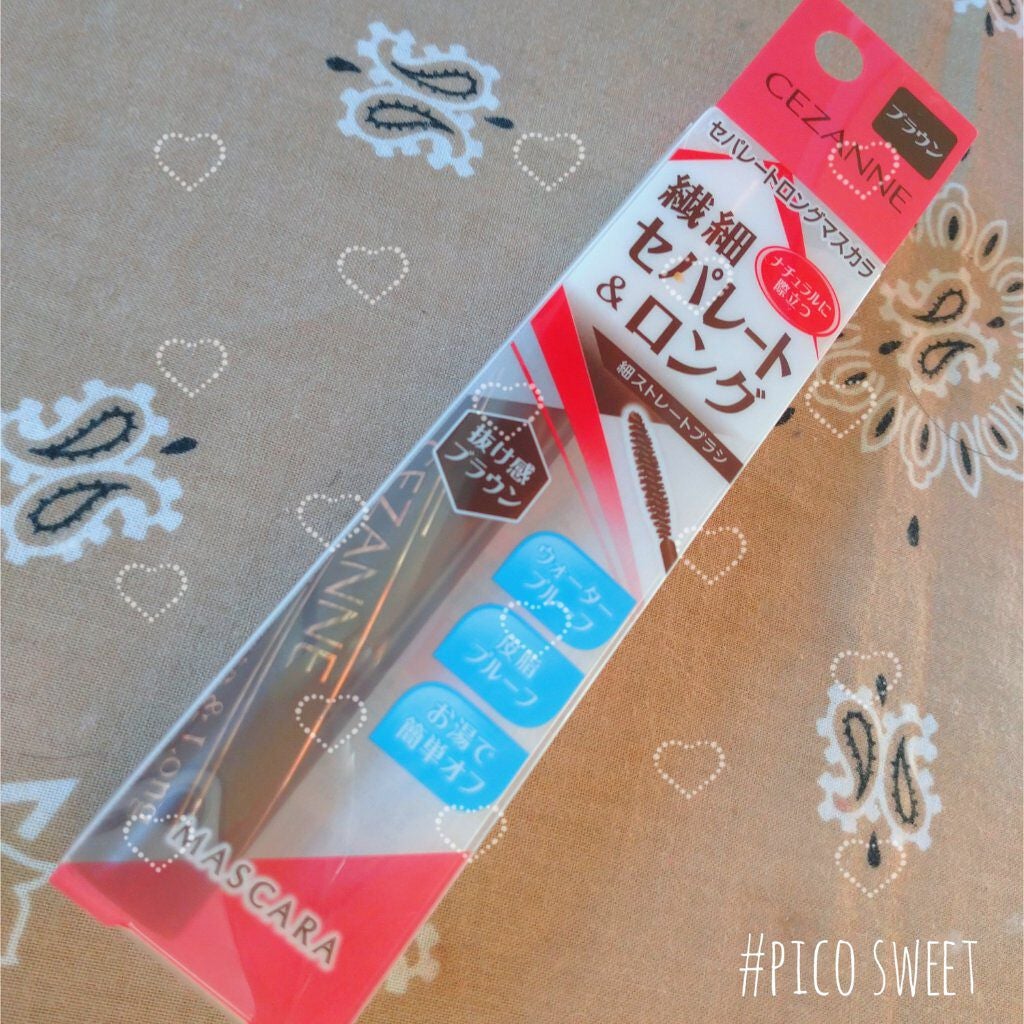 CEZANNE
ブラウン
セパレートロングマスカラ
繊細
セパレート
&ロング
ナチュラルに
際立つ
細ストレートブラシ
抜け感
ブラウン
CEZANNE
ウォーター
プルーフ
皮脂
プルーフ
お湯で
簡単オフ
& Long
MASCARA
#PICO SWEET